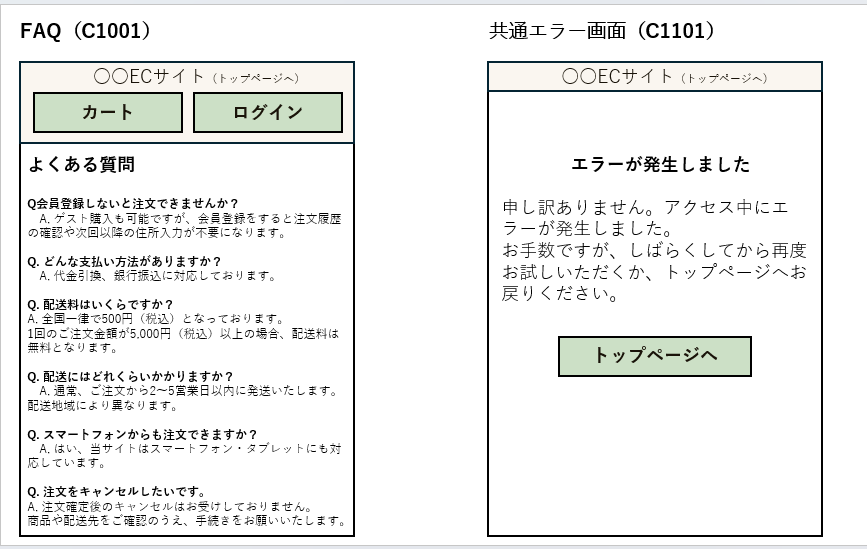 FAQ（C1001）
〇〇ECサイト（トップページへ）
カート
ログイン
よくある質問
Q会員登録しないと注文できませんか？
A. ゲスト購入も可能ですが、会員登録をすると注文履歴
の確認や次回以降の住所入力が不要になります。
Q. どんな支払い方法がありますか？
A. 代金引換、銀行振込に対応しております。
Q. 配送料はいくらですか？
A. 全国一律で500円（税込）となっております。
1回のご注文金額が5,000円（税込）以上の場合、配送料は
無料となります。
Q. 配送にはどれくらいかかりますか？
A. 通常、ご注文から2～5営業日以内に発送いたします。
配送地域により異なります。
Q. スマートフォンからも注文できますか？
A. はい、当サイトはスマートフォン・タブレットにも対
応しています。
Q. 注文をキャンセルしたいです。
A. 注文確定後のキャンセルはお受けしておりません。
商品や配送先をご確認のうえ、手続きをお願いいたします。
共通エラー画面（C1101）
〇〇ECサイト（トップページへ）
エラーが発生しました
申し訳ありません。アクセス中にエ
ラーが発生しました。
お手数ですが、しばらくしてから再度
お試しいただくか、トップページへお
戻りください。
トップページへ